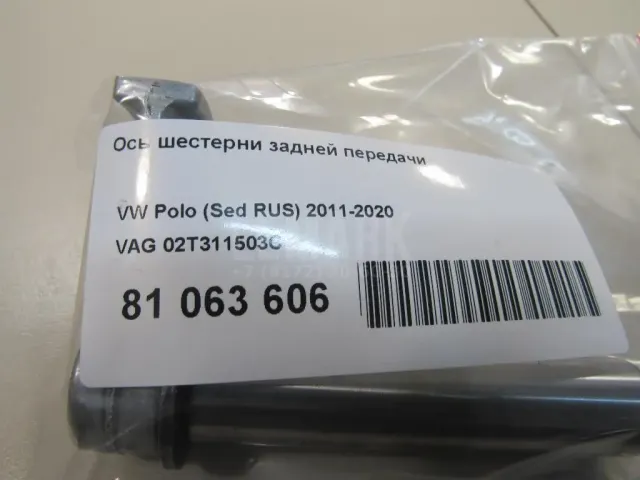 Ось шестерни задней передачи
VW Polo (Sed RUS) 2011-2020
VAG 02T311503C
81 063 606